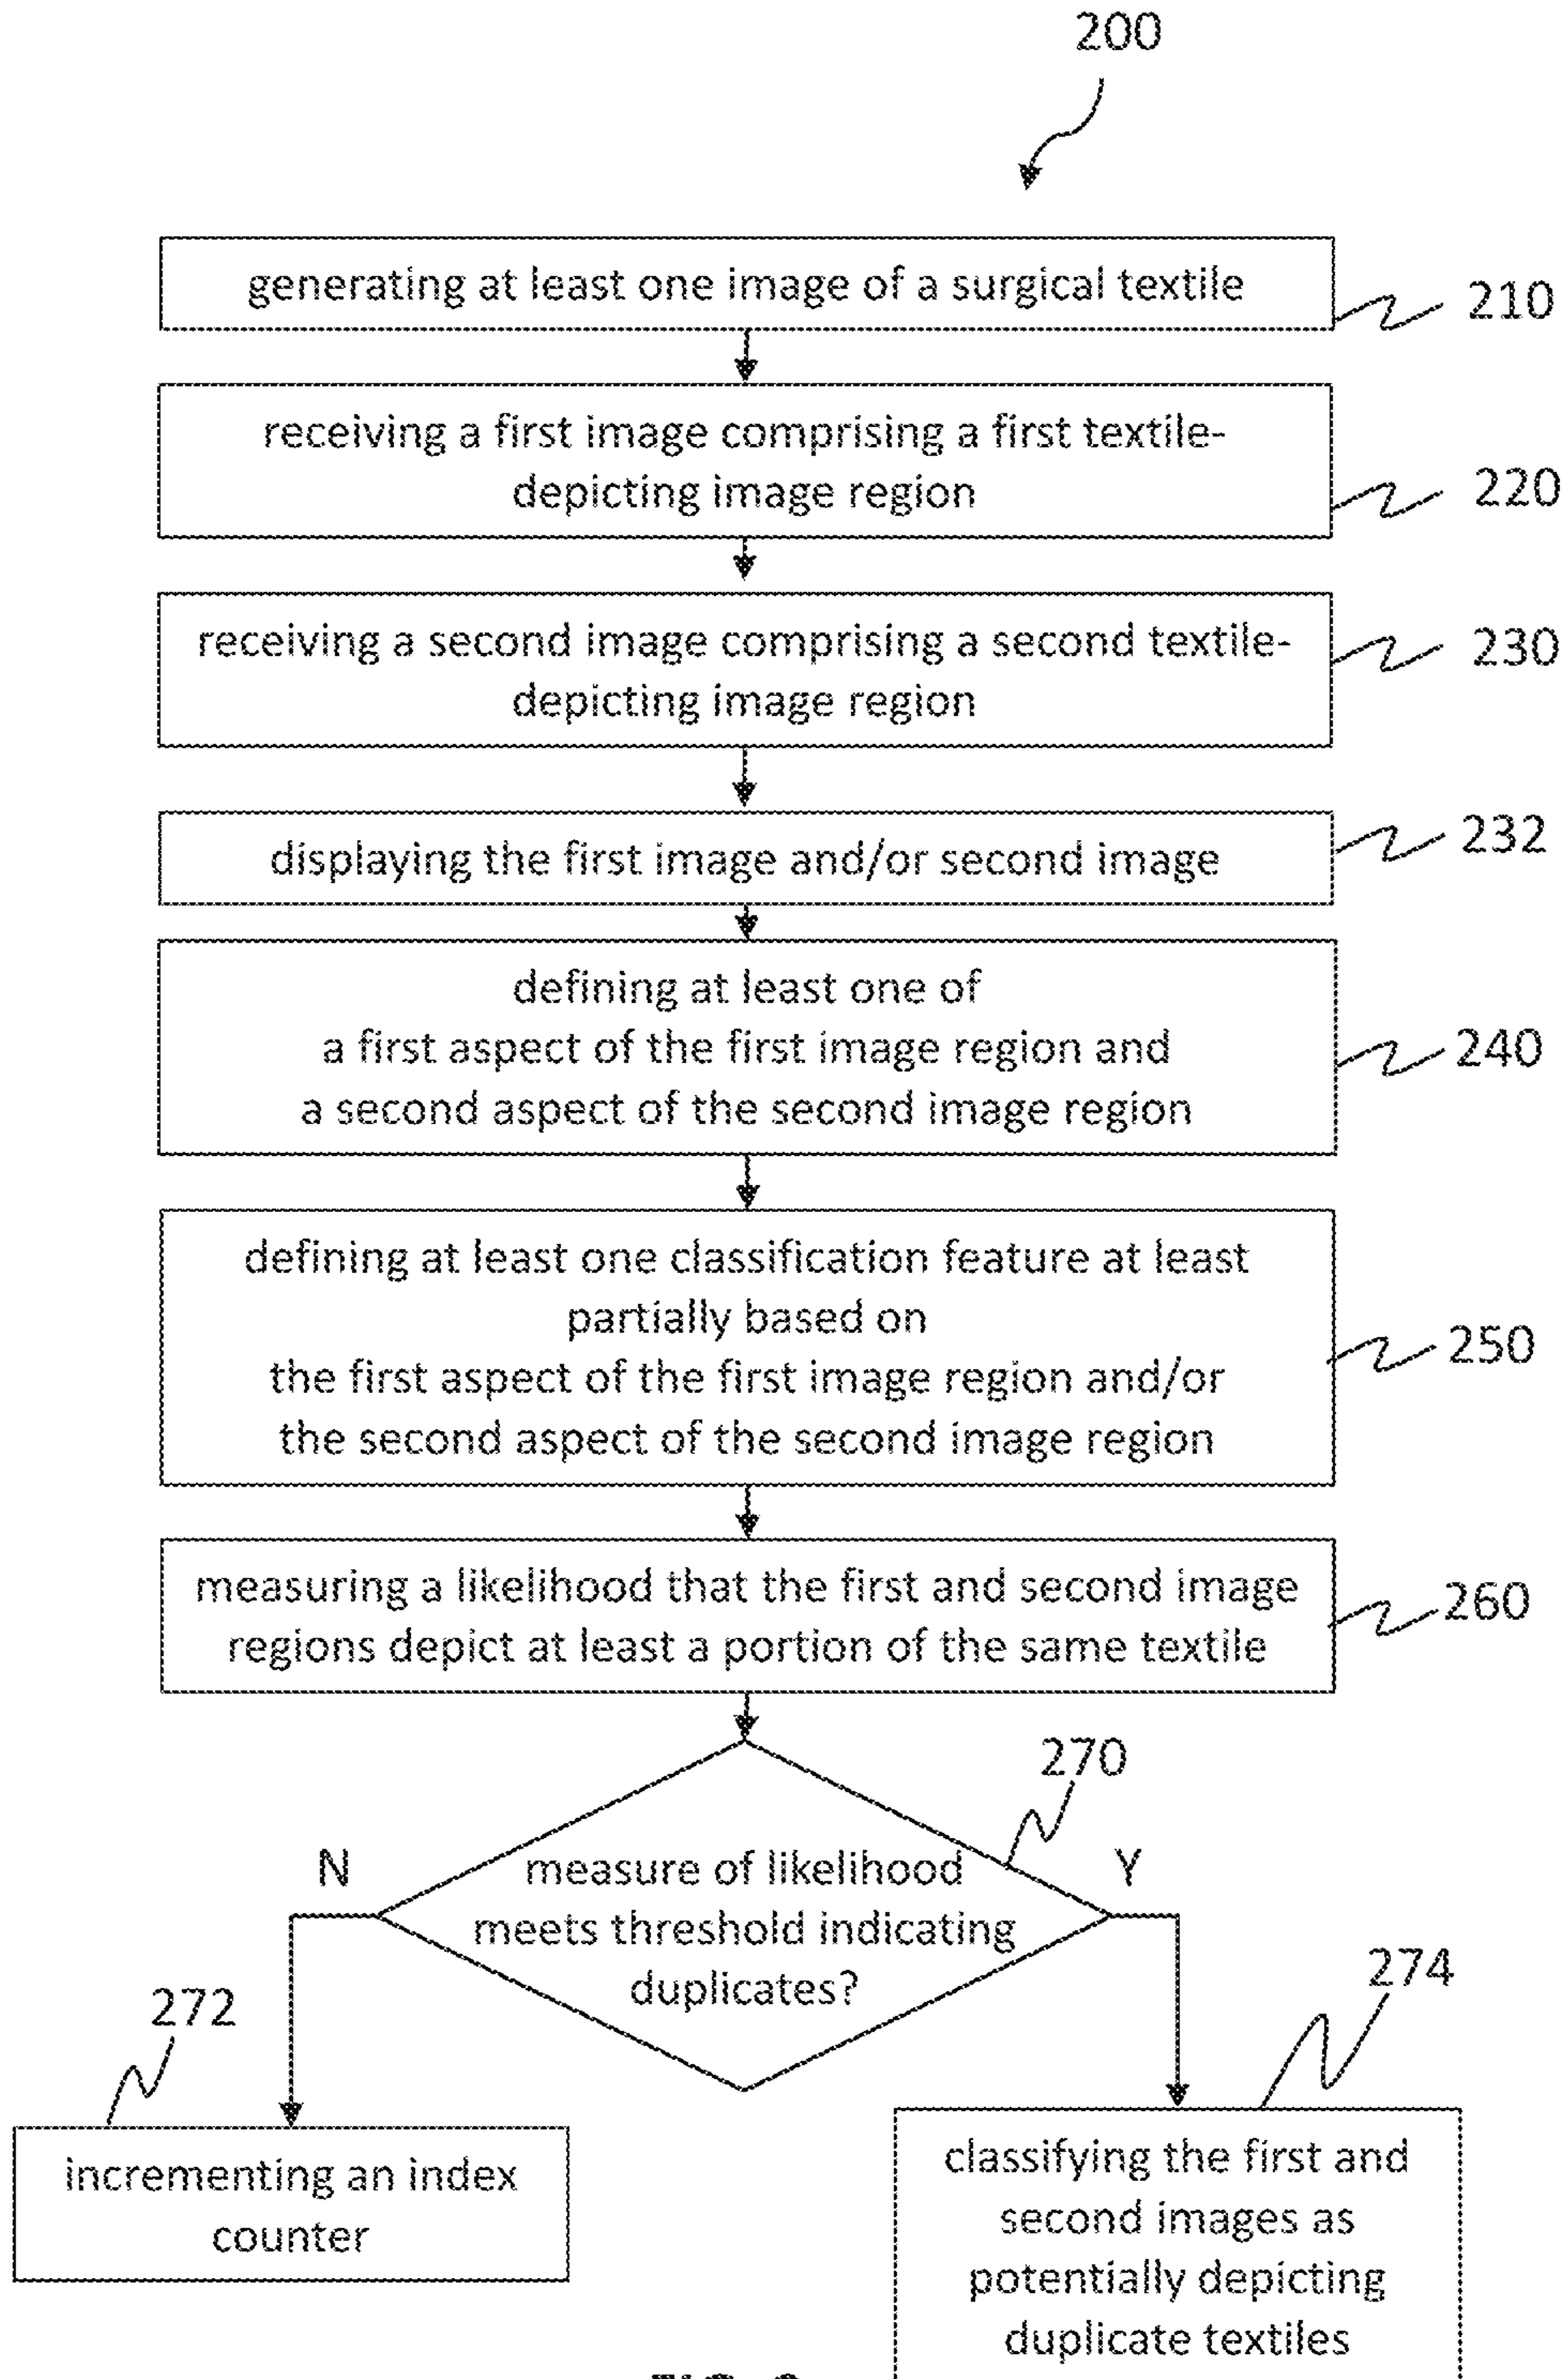 200
generating at least one image of a surgical textile
210
receiving a first image comprising a first textile-
depicting image region
220
receiving a second image comprising a second textile-
depicting image region
230
displaying the first image and/or second image
232
defining at least one of
a first aspect of the first image region and
a second aspect of the second image region
240
defining at least one classification feature at least
partially based on
the first aspect of the first image region and/or
the second aspect of the second image region
250
measuring a likelihood that the first and second image
regions depict at least a portion of the same textile
260
270
N
Y
measure of likelihood
meets threshold indicating
duplicates?
272
274
incrementing an index
counter
classifying the first and
second images as
potentially depicting
duplicate textiles